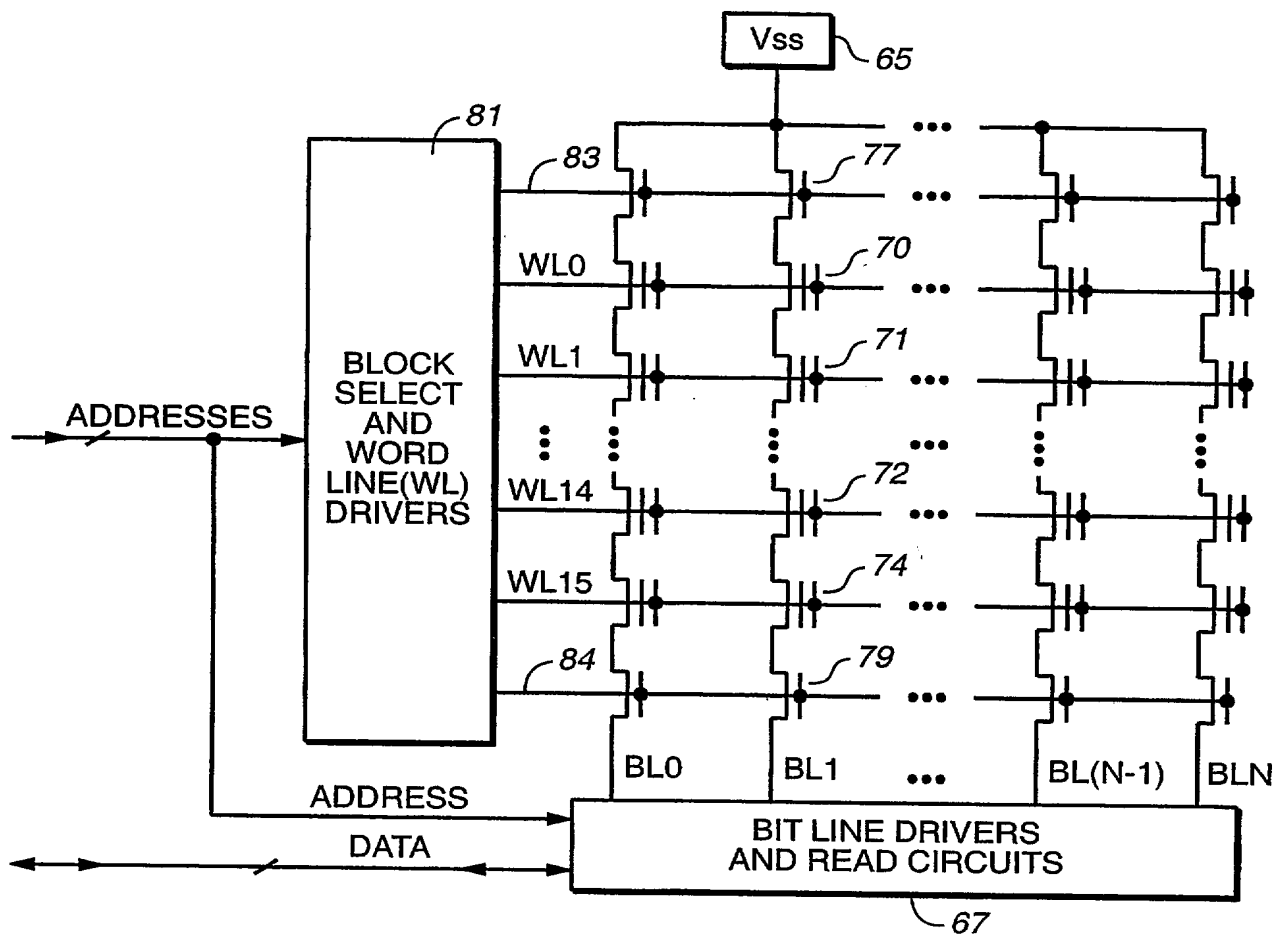 Vss
65
81
83
77
WL0
70
WL1
71
BLOCK
SELECT
AND
WORD
LINE(WL)
DRIVERS
ADDRESSES
WL14
72
WL15
74
84
79
BL0
BL1
BL(N-1)
BLN
ADDRESS
DATA
BIT LINE DRIVERS
AND READ CIRCUITS
67